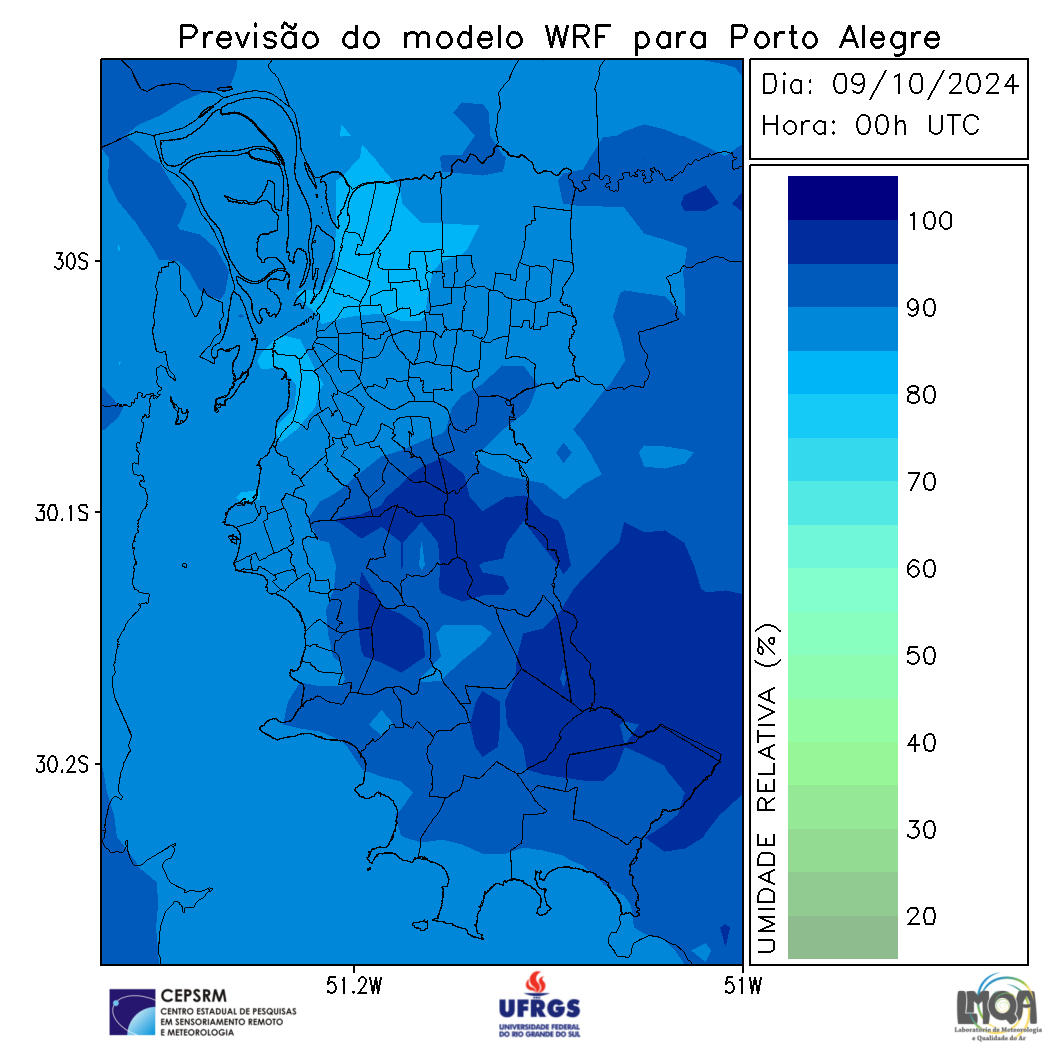 Previsão do modelo WRF para Porto Alegre
Dia: 09/10/2024
Hora: 00h UTC
30S
30.1S
30.2S
51.2W
51W
100
90
80
70
60
50
40
30
20
UMIDADE RELATIVA (%)
CEPSRM
CENTRO ESTADUAL DE PESQUISAS
EM SENSORIAMENTO REMOTO
E METEOROLOGIA
UFRGS
UNIVERSIDADE FEDERAL
DO RIO GRANDE DO SUL
LMQA
Laboratório de Meteorologia
e Qualidade do Ar